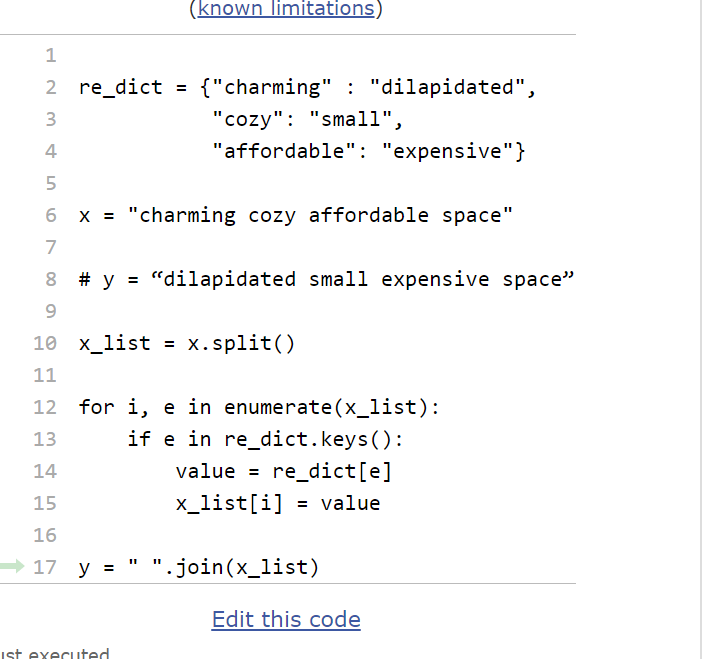 (known limitations)
1
2 re_dict = {"charming" : "dilapidated",
3            "cozy": "small",
4            "affordable": "expensive"}
5
6 x = "charming cozy affordable space"
7
8 # y = “dilapidated small expensive space”
9
10 x_list = x.split()
11
12 for i, e in enumerate(x_list):
13     if e in re_dict.keys():
14         value = re_dict[e]
15         x_list[i] = value
16
17 y = " ".join(x_list)
Edit this code
ust executed